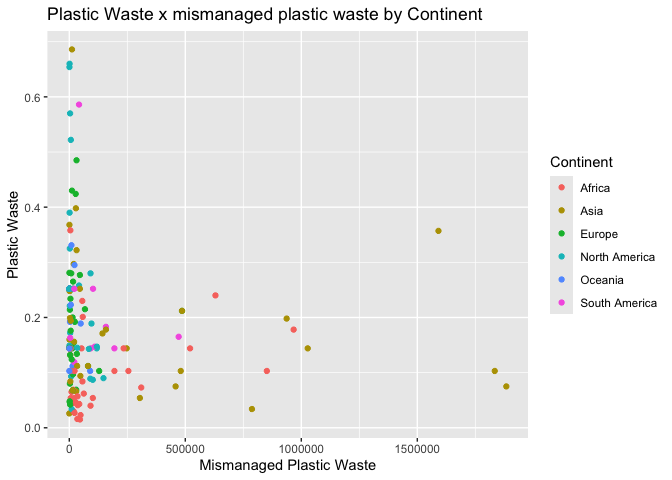 Plastic Waste x mismanaged plastic waste by Continent
Plastic Waste
0.6
0.4
0.2
0.0
0
500000
1000000
1500000
Mismanaged Plastic Waste
Continent
Africa
Asia
Europe
North America
Oceania
South America